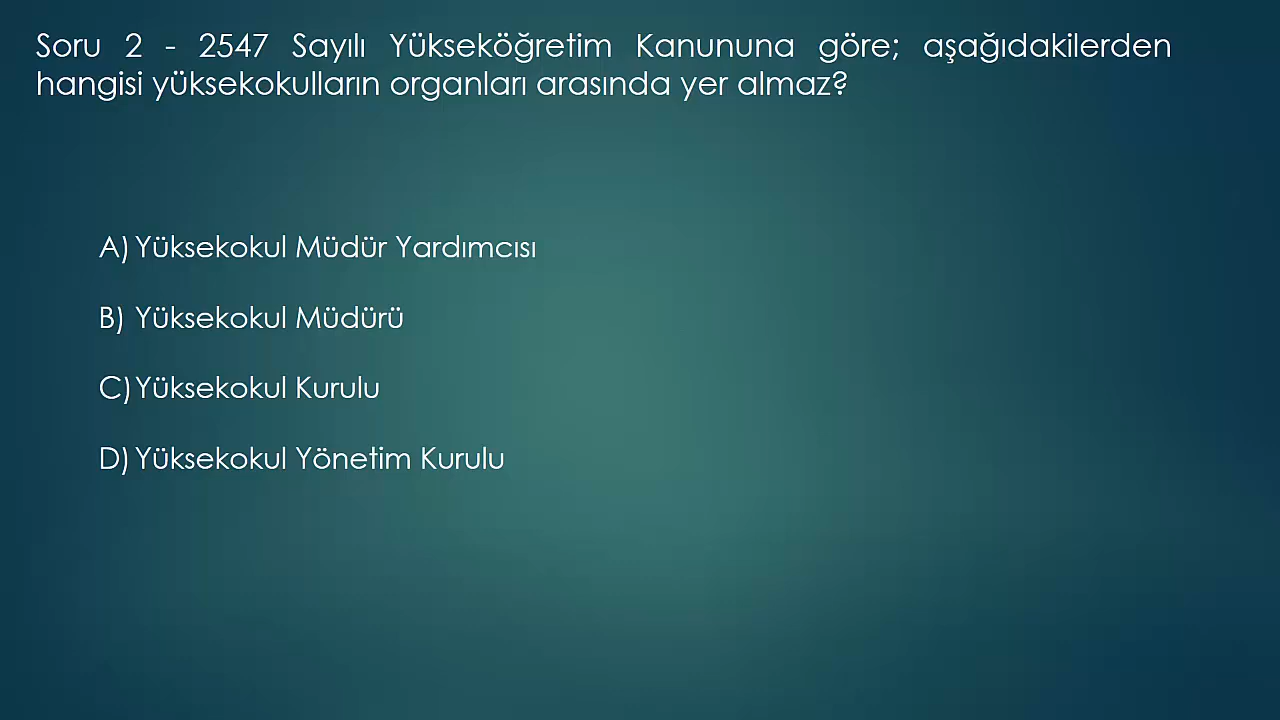 Soru 2 - 2547 Sayılı Yükseköğretim Kanununa göre; aşağıdakilerden
hangisi yüksekokulların organları arasında yer almaz?
A) Yüksekokul Müdür Yardımcısı
B) Yüksekokul Müdürü
C) Yüksekokul Kurulu
D) Yüksekokul Yönetim Kurulu